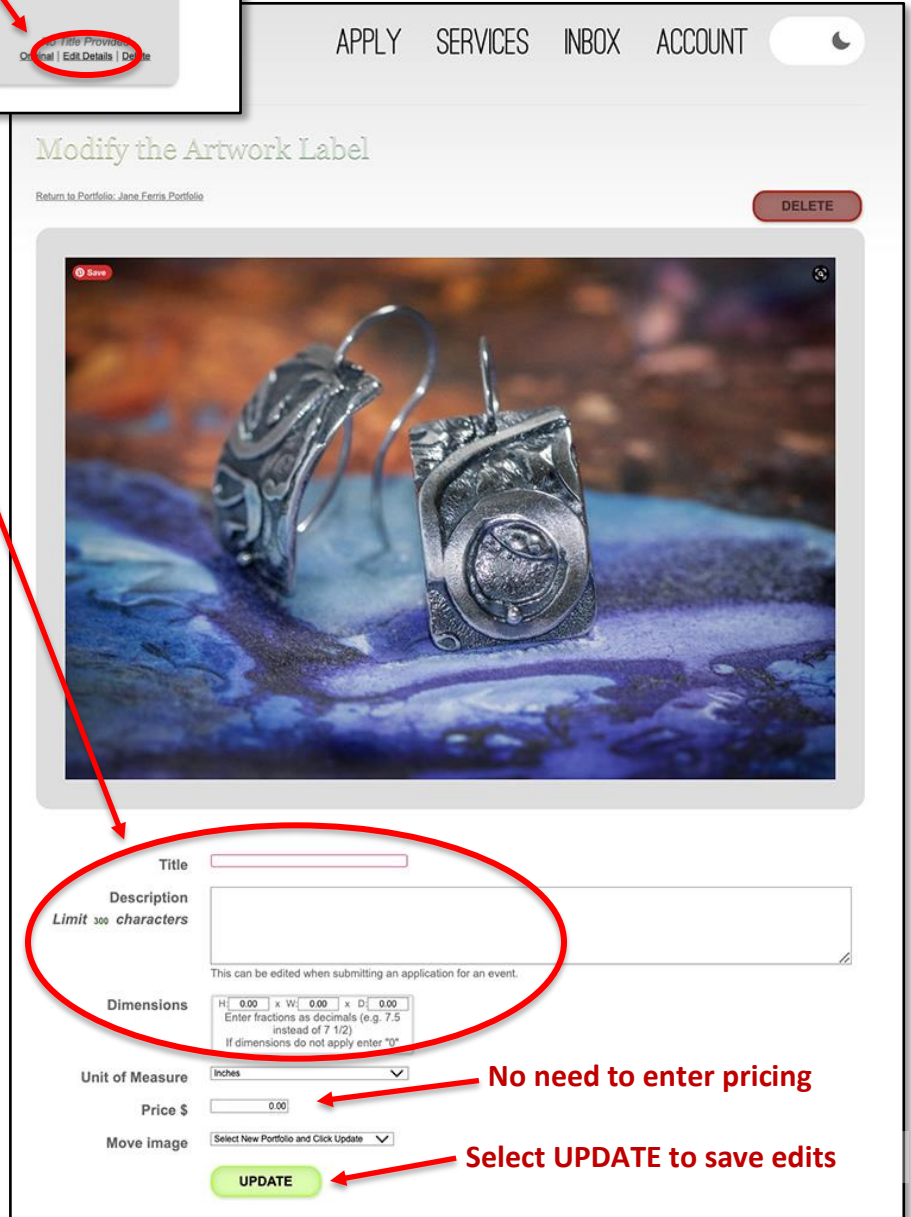 No Title Provided
Original | Edit Details | Delete
APPLY SERVICES INBOX ACCOUNT
Modify the Artwork Label
Return to Portfolio: Jane Ferris Portfolio
DELETE
Save
Title
Description
Limit 300 characters
This can be edited when submitting an application for an event.
Dimensions
H: 0.00 x W: 0.00 x D: 0.00
Enter fractions as decimals (e.g. 7.5
instead of 7 1/2)
If dimensions do not apply enter "0"
Unit of Measure
Inches
No need to enter pricing
Price $
0.00
Move image
Select New Portfolio and Click Update
Select UPDATE to save edits
UPDATE